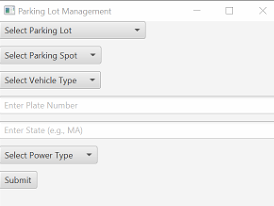 Parking Lot Management
Select Parking Lot
Select Parking Spot
Select Vehicle Type
Enter Plate Number
Enter State (e.g., MA)
Select Power Type
Submit